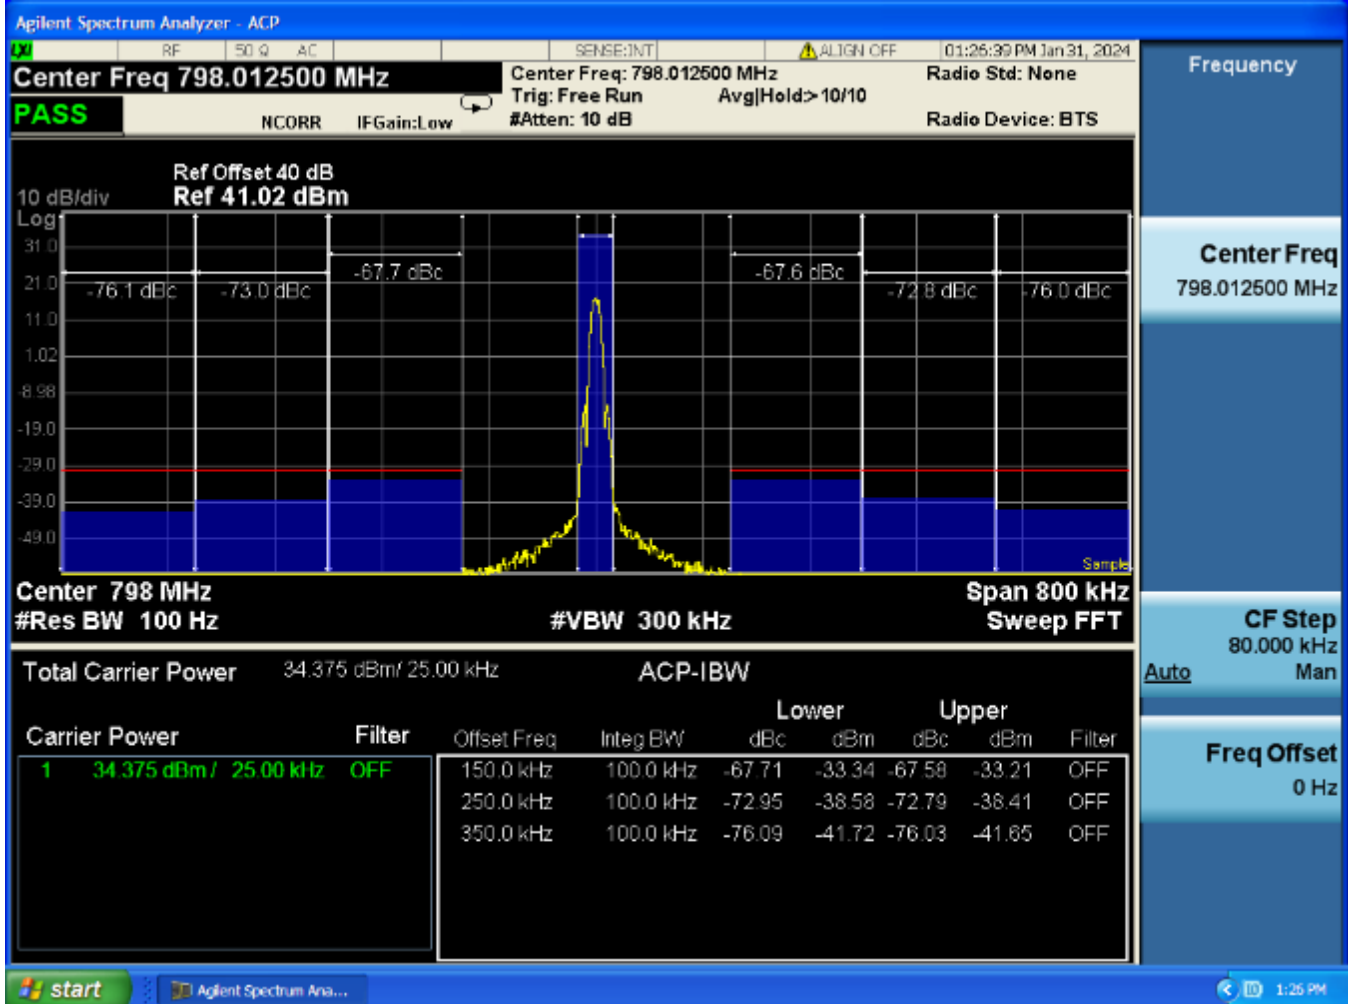 Agilent Spectrum Analyzer - ACP
LXI RF 50 Ω AC SENSE:INT ALIGN OFF 01:26:39 PM Jan 31, 2024
Center Freq 798.012500 MHz
Center Freq: 798.012500 MHz
Radio Std: None
Trig: Free Run Avg|Hold>10/10
PASS
NCORR IFGain:Low #Atten: 10 dB Radio Device: BTS
Ref Offset 40 dB
10 dB/div Ref 41.02 dBm
Log
31.0
21.0
11.0
1.02
-8.98
-19.0
-29.0
-39.0
-49.0
-76.1 dBc -73.0 dBc -67.7 dBc -67.6 dBc -72.8 dBc -76.0 dBc
Sample
Center 798 MHz Span 800 kHz
#Res BW 100 Hz #VBW 300 kHz Sweep FFT
Total Carrier Power 34.375 dBm/ 25.00 kHz ACP-IBW
Lower Upper
Carrier Power Filter Offset Freq Integ BW dBc dBm dBc dBm Filter
1 34.375 dBm / 25.00 kHz OFF
150.0 kHz 100.0 kHz -67.71 -33.34 -67.58 -33.21 OFF
250.0 kHz 100.0 kHz -72.95 -38.58 -72.79 -38.41 OFF
350.0 kHz 100.0 kHz -76.09 -41.72 -76.03 -41.65 OFF
Frequency
Center Freq
798.012500 MHz
CF Step
80.000 kHz
Auto Man
Freq Offset
0 Hz
start Agilent Spectrum Ana... 1:26 PM